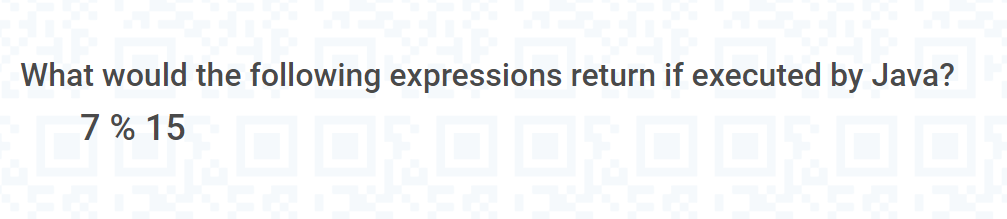 What would the following expressions return if executed by Java?
7 % 15